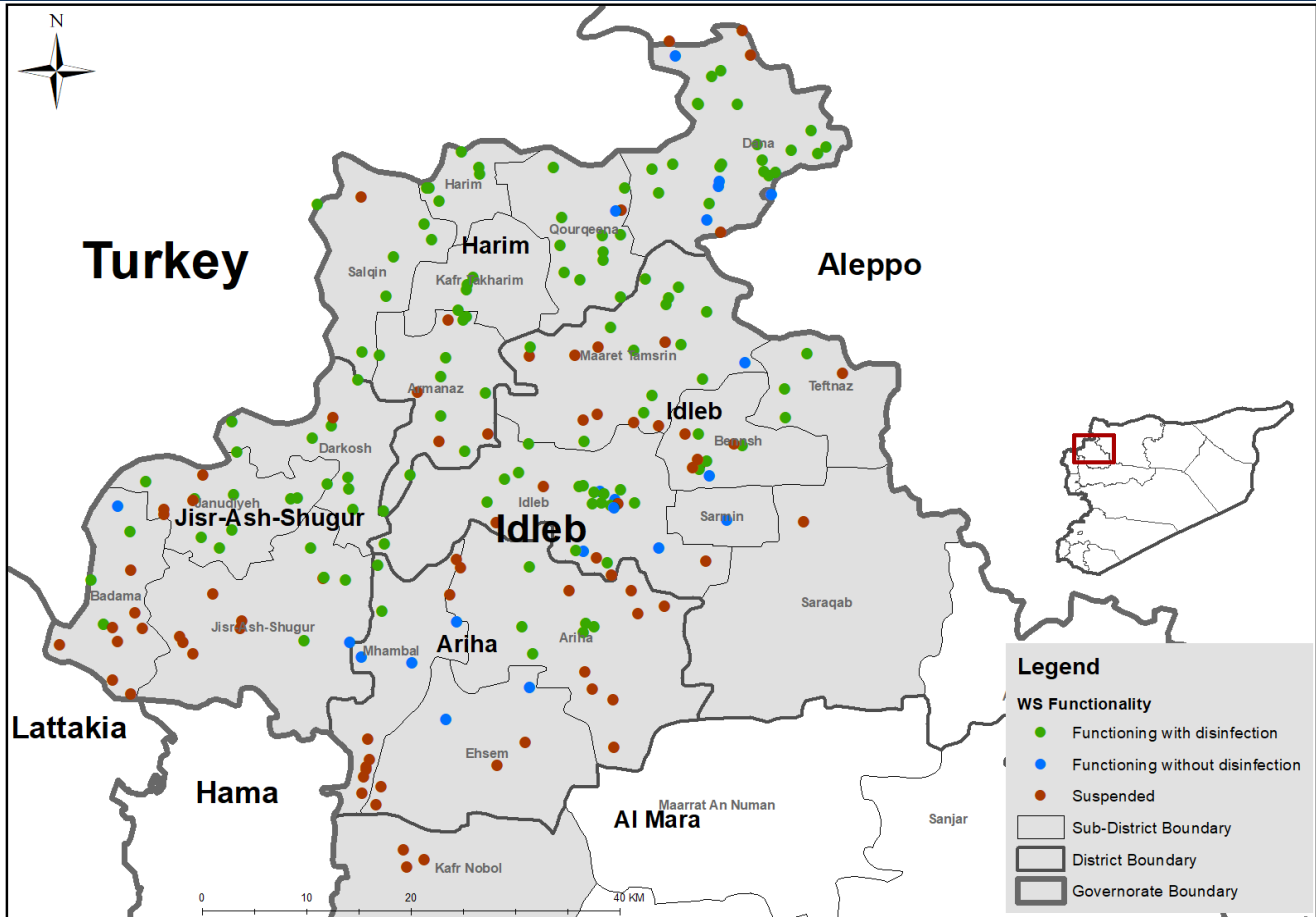 N
Dana
Harim
Turkey
Harim
Qourqeena
Salqin
Kafr Takharim
Aleppo
Maaret Tamsrin
Teftnaz
Armanaz
Idleb
Darkosh
Bennsh
Janudiyeh
Jisr-Ash-Shugur
Idleb
Idleb
Sarmin
Badama
Jisr-Ash-Shugur
Saraqab
Ariha
Ariha
Mhambal
Lattakia
Ehsem
Hama
Maarrat An Numan
Al Mara
Sanjar
Kafr Nobol
0 10 20 40 KM
Legend
WS Functionality
Functioning with disinfection
Functioning without disinfection
Suspended
Sub-District Boundary
District Boundary
Governorate Boundary